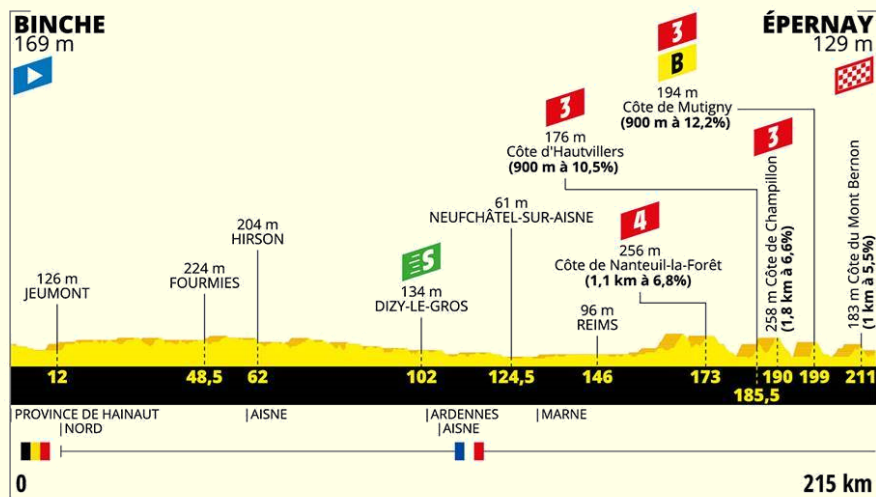 BINCHE
169 m
ÉPERNAY
129 m
3
B
194 m
Côte de Mutigny
(900 m à 12,2%)
3
176 m
Côte d'Hautvillers
(900 m à 10,5%)
3
258 m Côte de Champillon
(1,8 km à 6,6%)
183 m Côte du Mont Bernon
(1 km à 5,5%)
61 m
NEUFCHÂTEL-SUR-AISNE
4
256 m
Côte de Nanteuil-la-Forêt
(1,1 km à 6,8%)
204 m
HIRSON
224 m
FOURMIES
126 m
JEUMONT
S
134 m
DIZY-LE-GROS
96 m
REIMS
12
48,5
62
102
124,5
146
173
185,5
190
199
211
PROVINCE DE HAINAUT
NORD
AISNE
ARDENNES
AISNE
MARNE
0
215 km